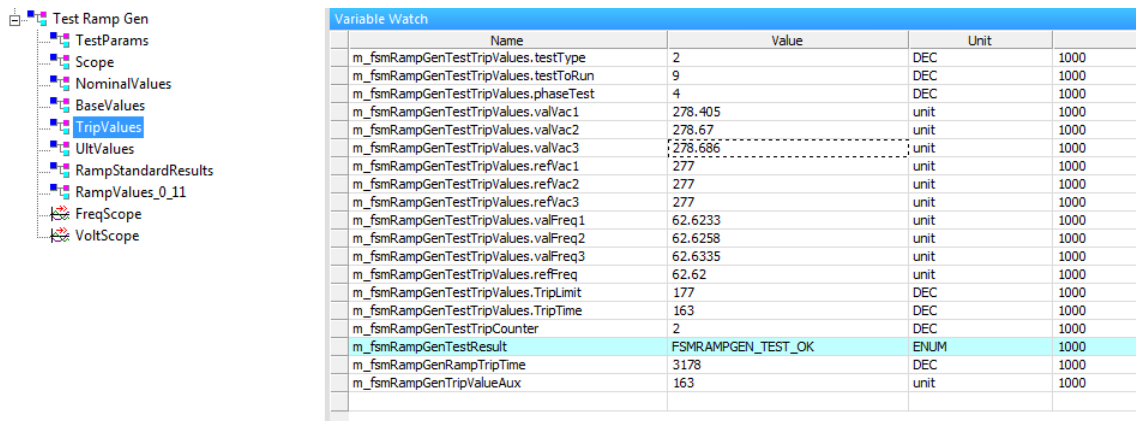 Test Ramp Gen
TestParams
Scope
NominalValues
BaseValues
TripValues
UltValues
RampStandardResults
RampValues_0_11
FreqScope
VoltScope
Variable Watch
Name Value Unit
m_fsmRampGenTestTripValues.testType 2 DEC 1000
m_fsmRampGenTestTripValues.testToRun 9 DEC 1000
m_fsmRampGenTestTripValues.phaseTest 4 DEC 1000
m_fsmRampGenTestTripValues.valVac1 278.405 unit 1000
m_fsmRampGenTestTripValues.valVac2 278.67 unit 1000
m_fsmRampGenTestTripValues.valVac3 278.686 unit 1000
m_fsmRampGenTestTripValues.refVac1 277 unit 1000
m_fsmRampGenTestTripValues.refVac2 277 unit 1000
m_fsmRampGenTestTripValues.refVac3 277 unit 1000
m_fsmRampGenTestTripValues.valFreq1 62.6233 unit 1000
m_fsmRampGenTestTripValues.valFreq2 62.6258 unit 1000
m_fsmRampGenTestTripValues.valFreq3 62.6335 unit 1000
m_fsmRampGenTestTripValues.refFreq 62.62 unit 1000
m_fsmRampGenTestTripValues.TripLimit 177 DEC 1000
m_fsmRampGenTestTripValues.TripTime 163 DEC 1000
m_fsmRampGenTestTripCounter 2 DEC 1000
m_fsmRampGenTestResult FSMRAMPGEN_TEST_OK ENUM 1000
m_fsmRampGenRampTripTime 3178 DEC 1000
m_fsmRampGenTripValueAux 163 unit 1000